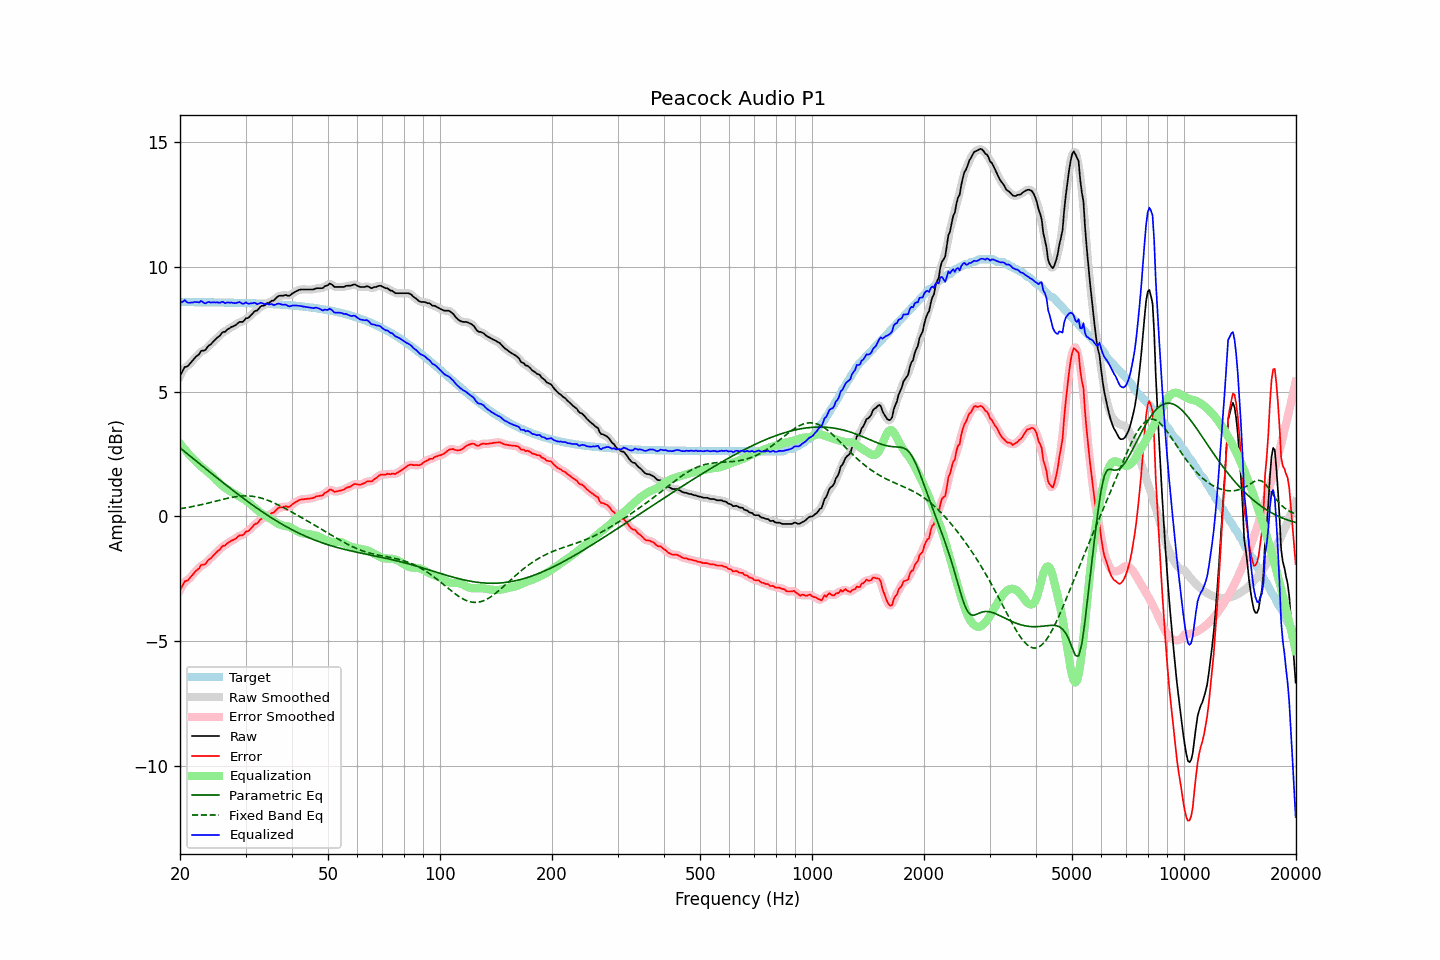 Peacock Audio P1
15
10
5
0
−5
−10
Amplitude (dBr)
Target
Raw Smoothed
Error Smoothed
Raw
Error
Equalization
Parametric Eq
Fixed Band Eq
Equalized
20 50 100 200 500 1000 2000 5000 10000 20000
Frequency (Hz)